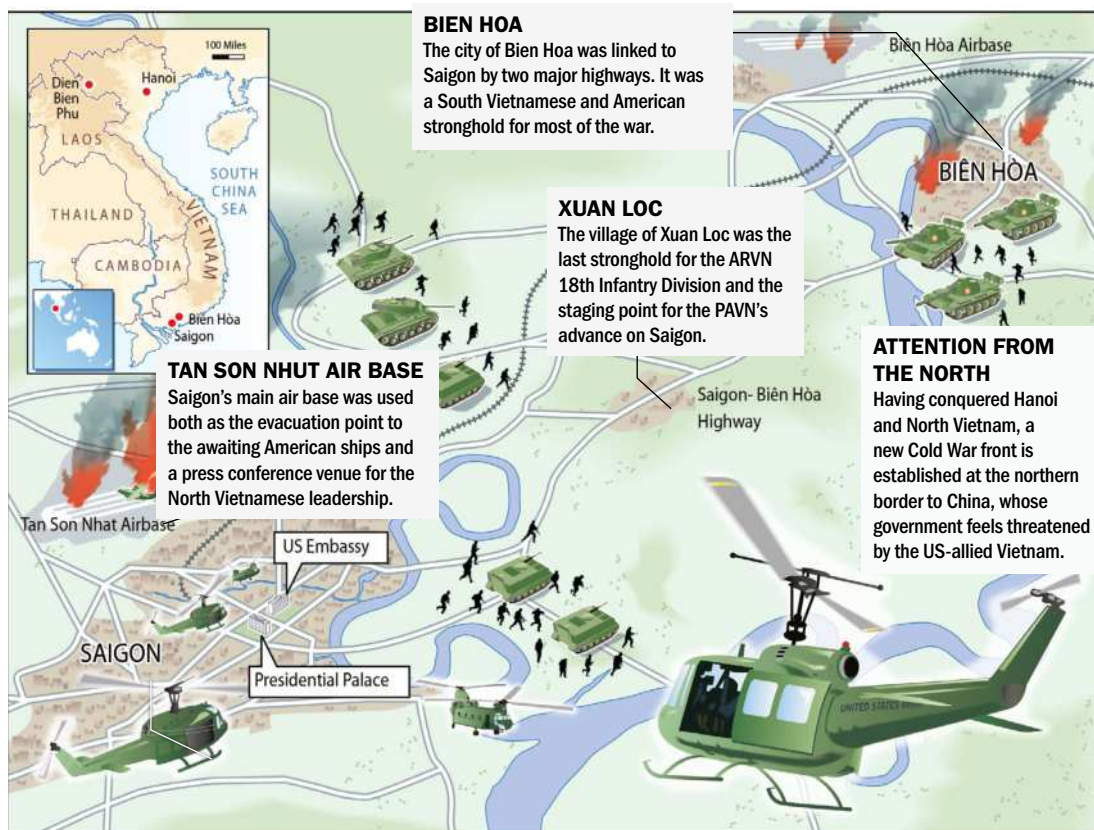 100 Miles
Dien
Bien
Phu
Hanoi
LAOS
SOUTH
CHINA
SEA
THAILAND
VIETNAM
CAMBODIA
Biên Hòa
Saigon
BIEN HOA
The city of Bien Hoa was linked to
Saigon by two major highways. It was
a South Vietnamese and American
stronghold for most of the war.
Biên Hòa Airbase
BIÊN HÒA
XUAN LOC
The village of Xuan Loc was the
last stronghold for the ARVN
18th Infantry Division and the
staging point for the PAVN's
advance on Saigon.
TAN SON NHUT AIR BASE
Saigon's main air base was used
both as the evacuation point to
the awaiting American ships and
a press conference venue for the
North Vietnamese leadership.
Saigon- Biên Hòa
Highway
ATTENTION FROM
THE NORTH
Having conquered Hanoi
and North Vietnam, a
new Cold War front is
established at the northern
border to China, whose
government feels threatened
by the US-allied Vietnam.
Tan Son Nhat Airbase
US Embassy
SAIGON
Presidential Palace
UNITED STATES